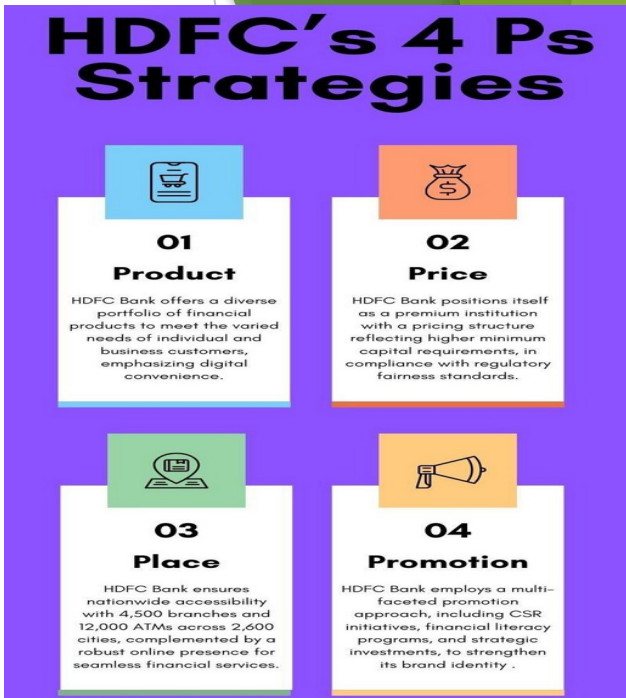 HDFC’s 4 Ps
Strategies
01
Product
HDFC Bank offers a diverse
portfolio of financial
products to meet the varied
needs of individual and
business customers,
emphasizing digital
convenience.
02
Price
HDFC Bank positions itself
as a premium institution
with a pricing structure
reflecting higher minimum
capital requirements, in
compliance with regulatory
fairness standards.
03
Place
HDFC Bank ensures
nationwide accessibility
with 4,500 branches and
12,000 ATMs across 2,600
cities, complemented by a
robust online presence for
seamless financial services.
04
Promotion
HDFC Bank employs a multi-
faceted promotion
approach, including CSR
initiatives, financial literacy
programs, and strategic
investments, to strengthen
its brand identity .